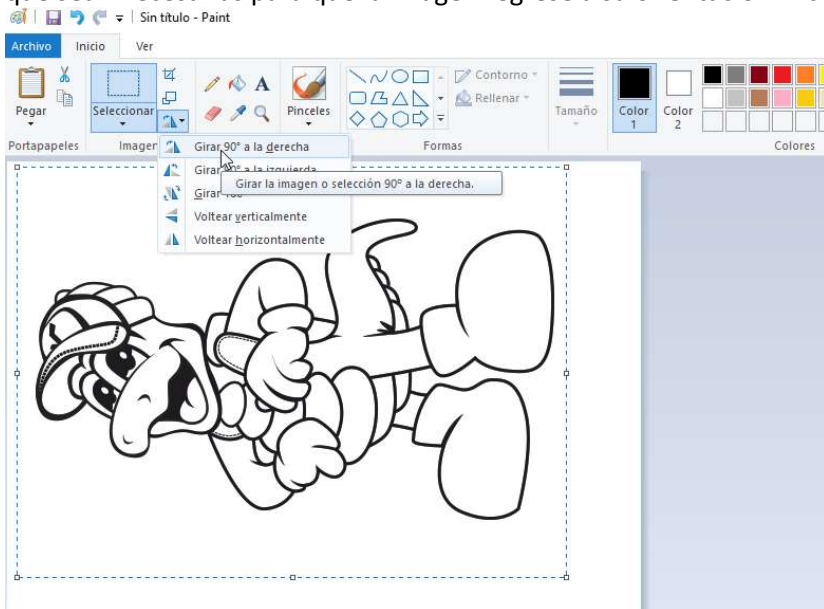 Sin título - Paint
Archivo Inicio Ver
Pegar
Seleccionar
A
Pinceles
Contorno
Rellenar
Tamaño
Color 1
Color 2
Portapapeles
Formas
Colores
Girar 90° a la derecha
Girar la imagen o selección 90° a la derecha.
Voltear verticalmente
Voltear horizontalmente